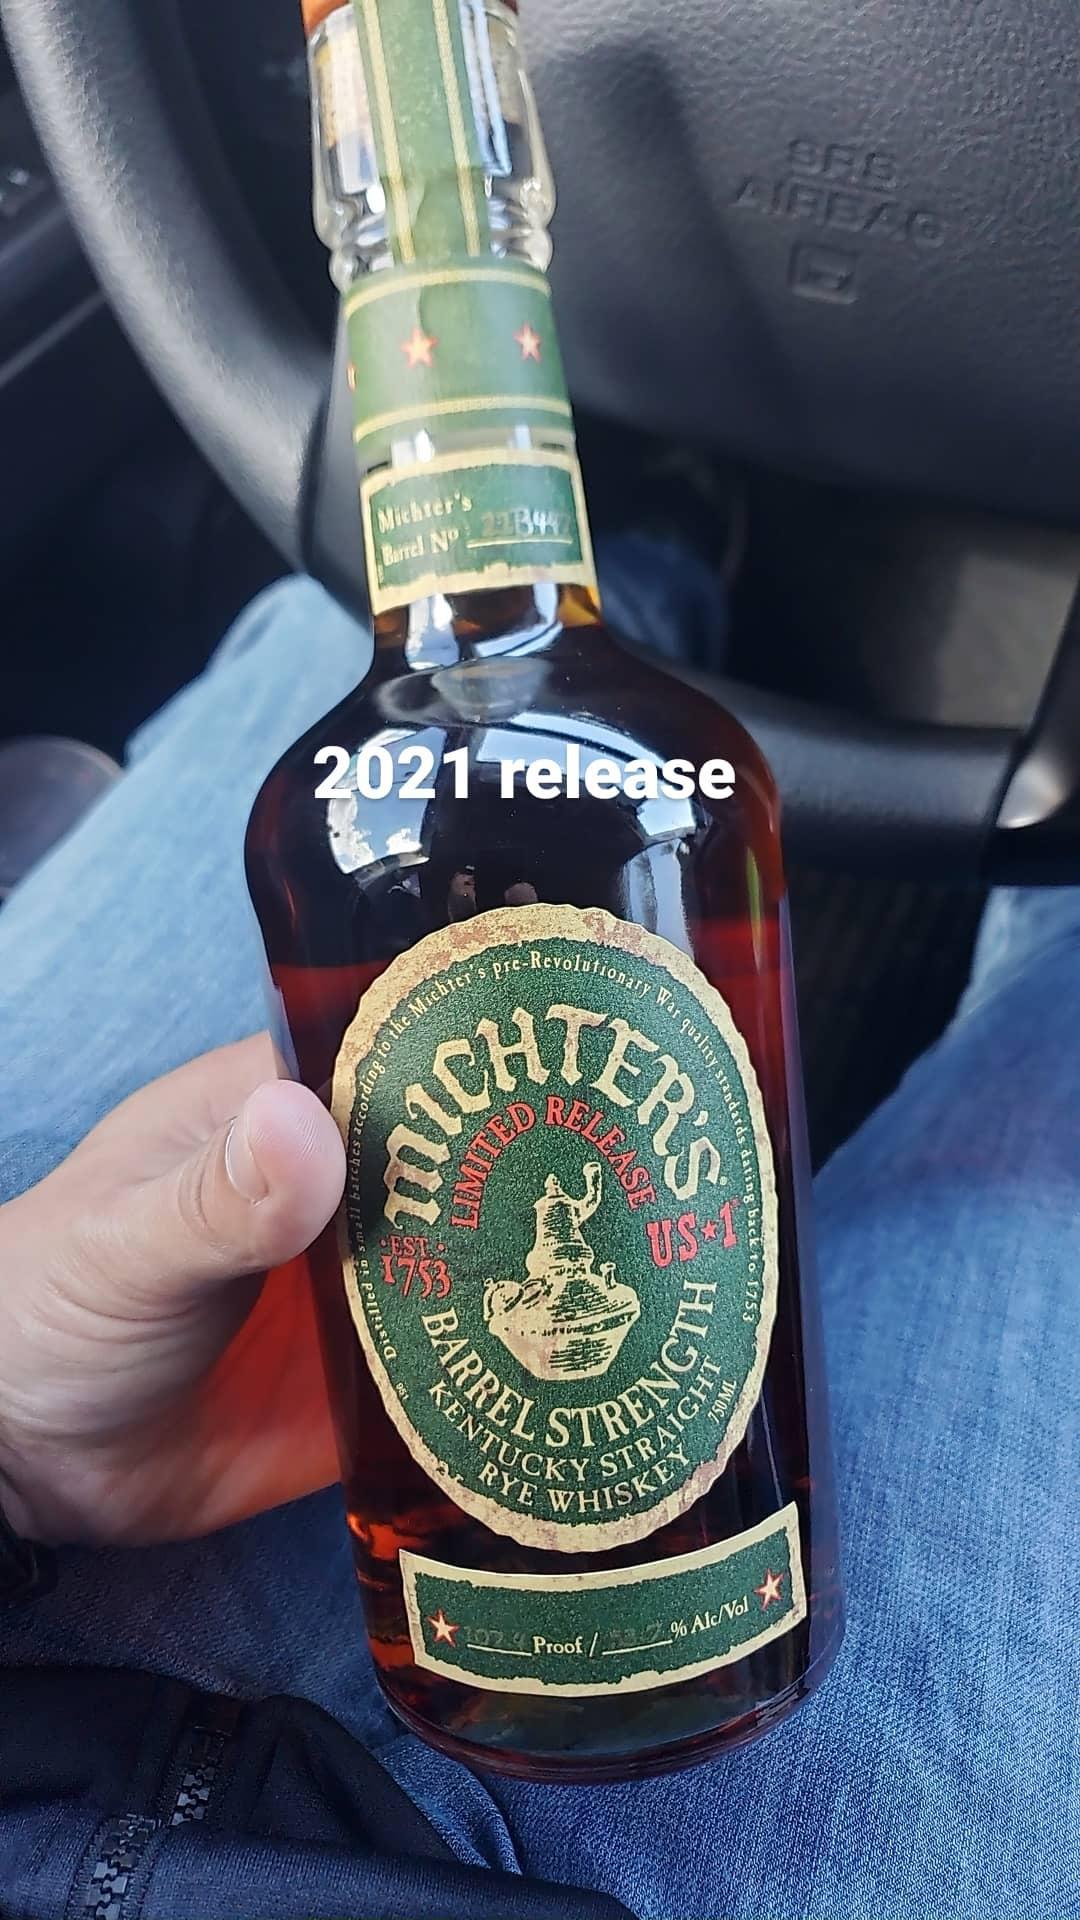 SRS
AIRBAG
Michter's
Barrel No
2021 release
Distilled in small batches according to the Michter's pre-Revolutionary War quality standards dating back to 1753
MICHTER'S
LIMITED RELEASE
·EST.·
1753
US★1
BARREL STRENGTH
KENTUCKY STRAIGHT
RYE WHISKEY
750 ML
Proof / % Alc/Vol